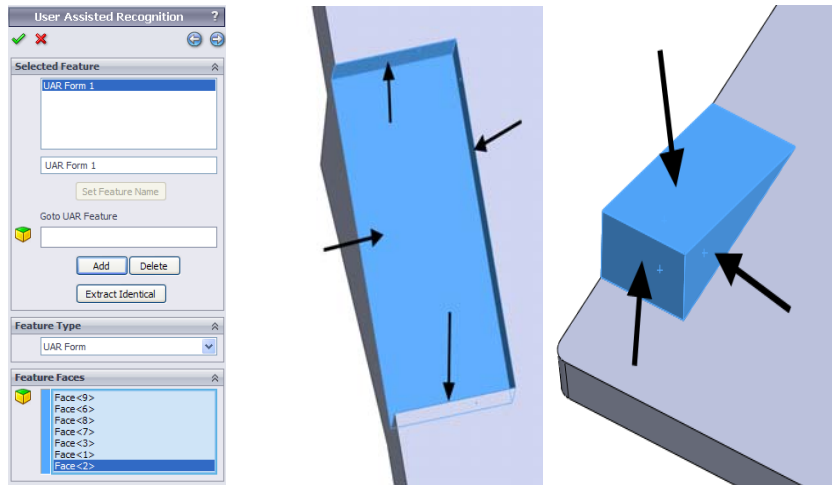 User Assisted Recognition ?
Selected Feature
UAR Form 1
UAR Form 1
Set Feature Name
Goto UAR Feature
Add Delete
Extract Identical
Feature Type
UAR Form
Feature Faces
Face<9>
Face<6>
Face<8>
Face<7>
Face<3>
Face<1>
Face<2>